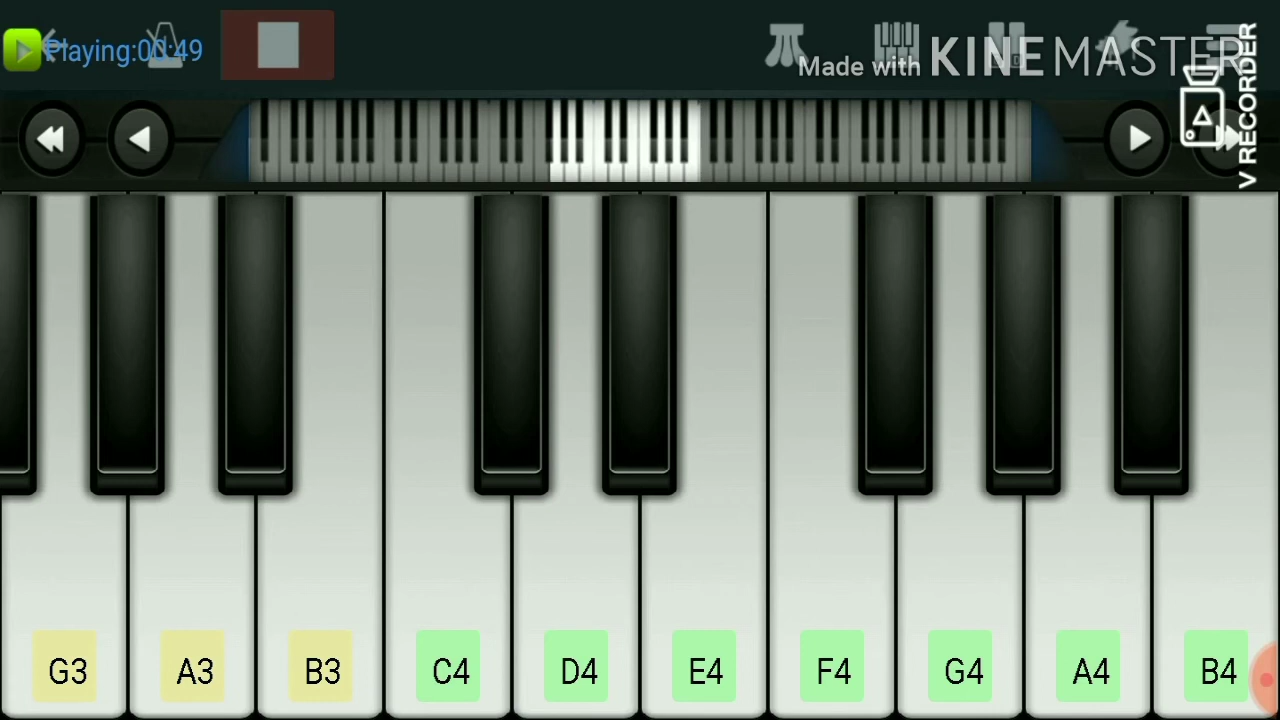 Playing:00:49
Made with KINEMASTER
V RECORDER
G3 A3 B3 C4 D4 E4 F4 G4 A4 B4